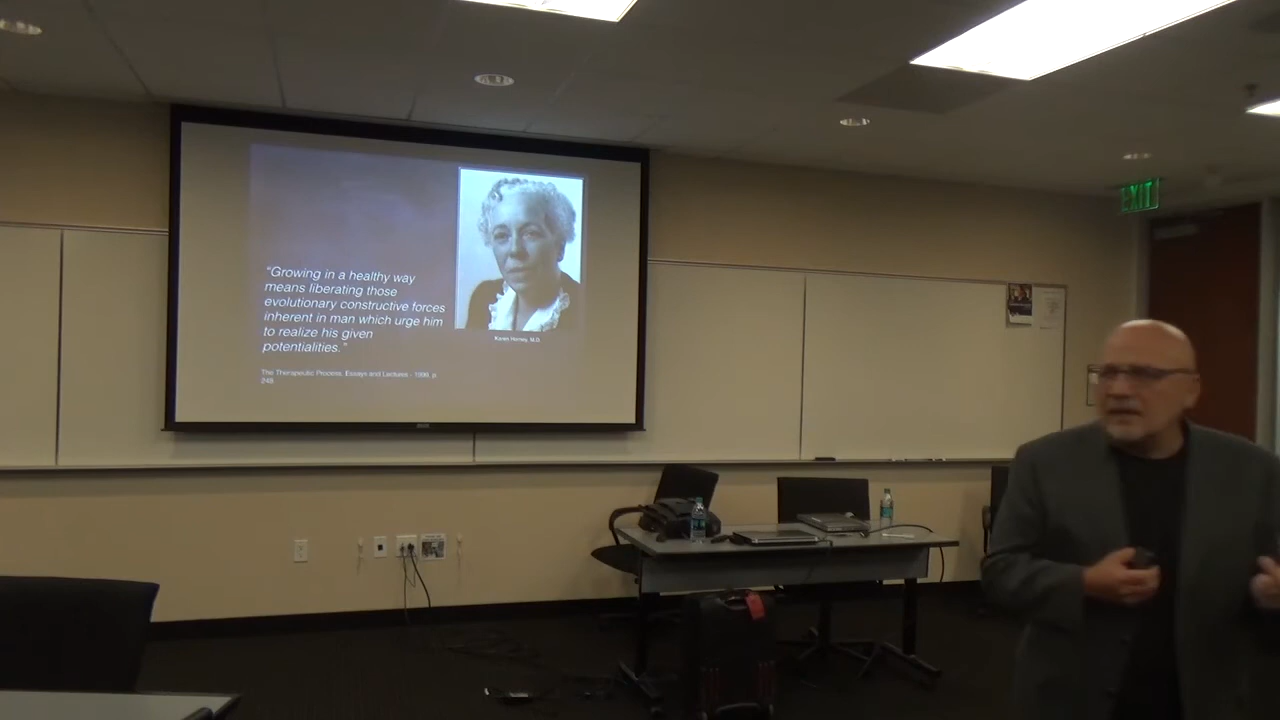 EXIT
"Growing in a healthy way
means liberating those
evolutionary constructive forces
inherent in man which urge him
to realize his given
potentialities."
Karen Horney, M.D.
The Therapeutic Process, Essays and Lectures - 1999, p.
248